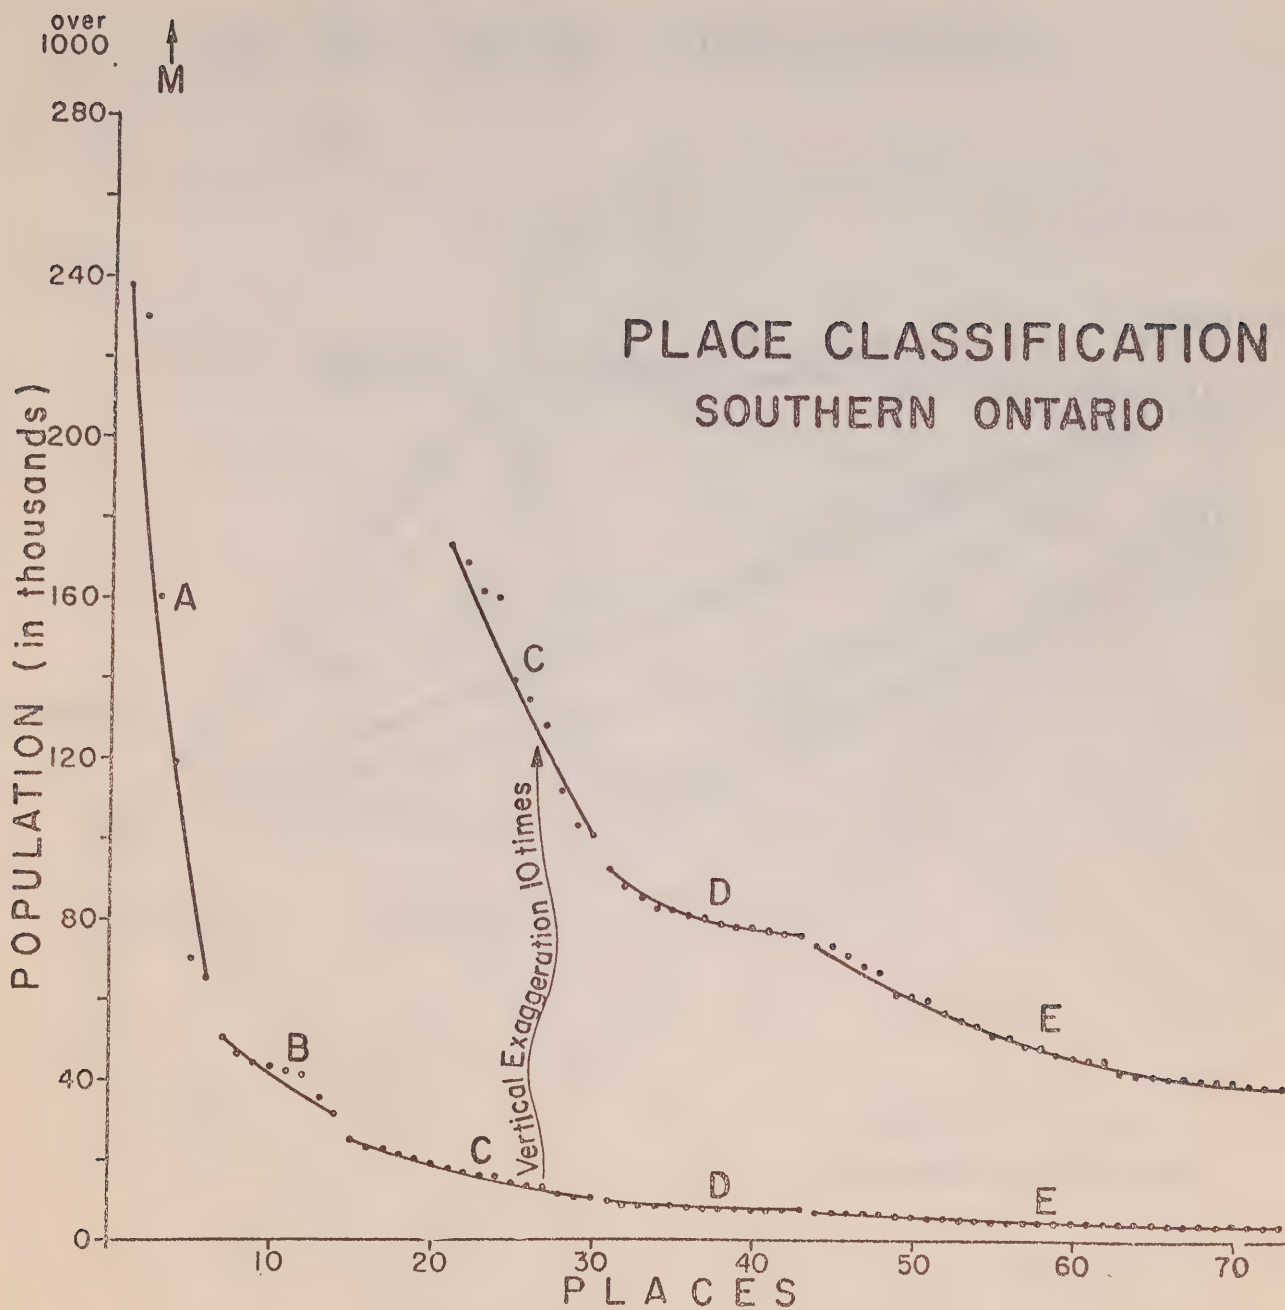 over
1000
M
280
240
200
160
120
80
40
0
POPULATION (in thousands)
PLACE CLASSIFICATION
SOUTHERN ONTARIO
A
B
C
D
E
C
D
E
Vertical Exaggeration 10 times
10
20
30
40
50
60
70
PLACES